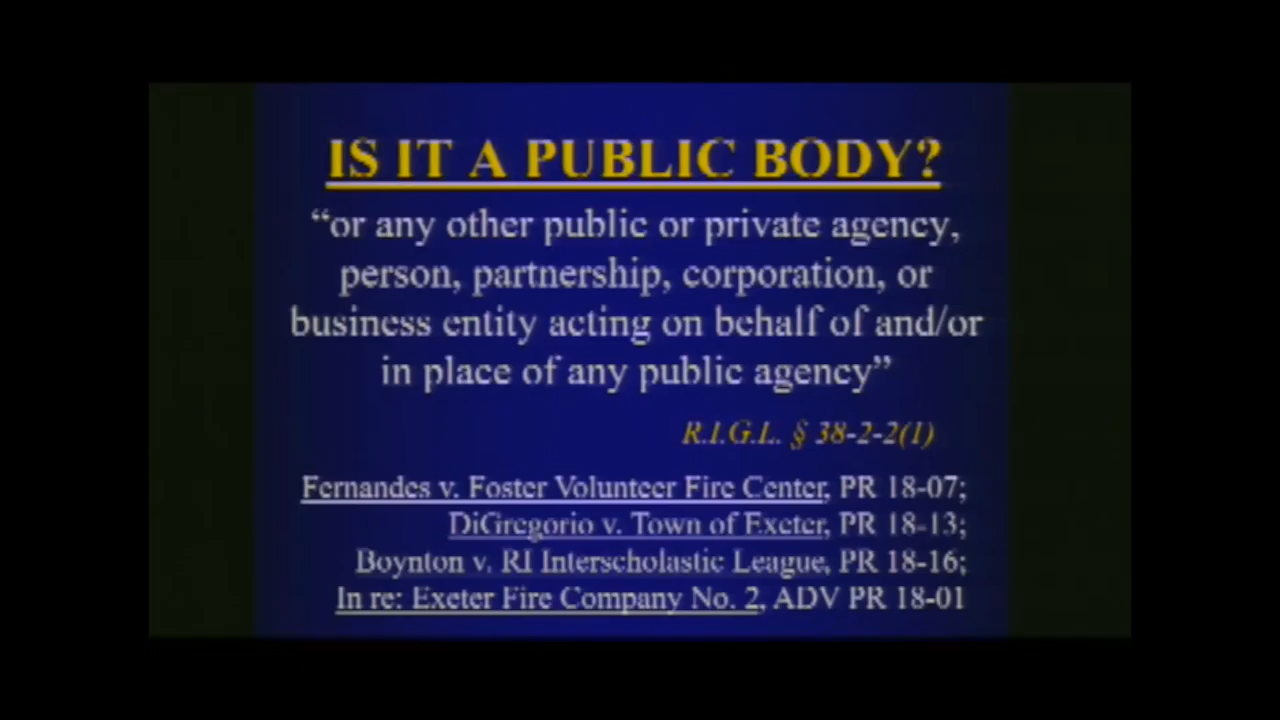 IS IT A PUBLIC BODY?
“or any other public or private agency,
person, partnership, corporation, or
business entity acting on behalf of and/or
in place of any public agency”
R.I.G.L. § 38-2-2(1)
Fernandes v. Foster Volunteer Fire Center, PR 18-07;
DiGregorio v. Town of Exeter, PR 18-13;
Boynton v. RI Interscholastic League, PR 18-16;
In re: Exeter Fire Company No. 2, ADV PR 18-01